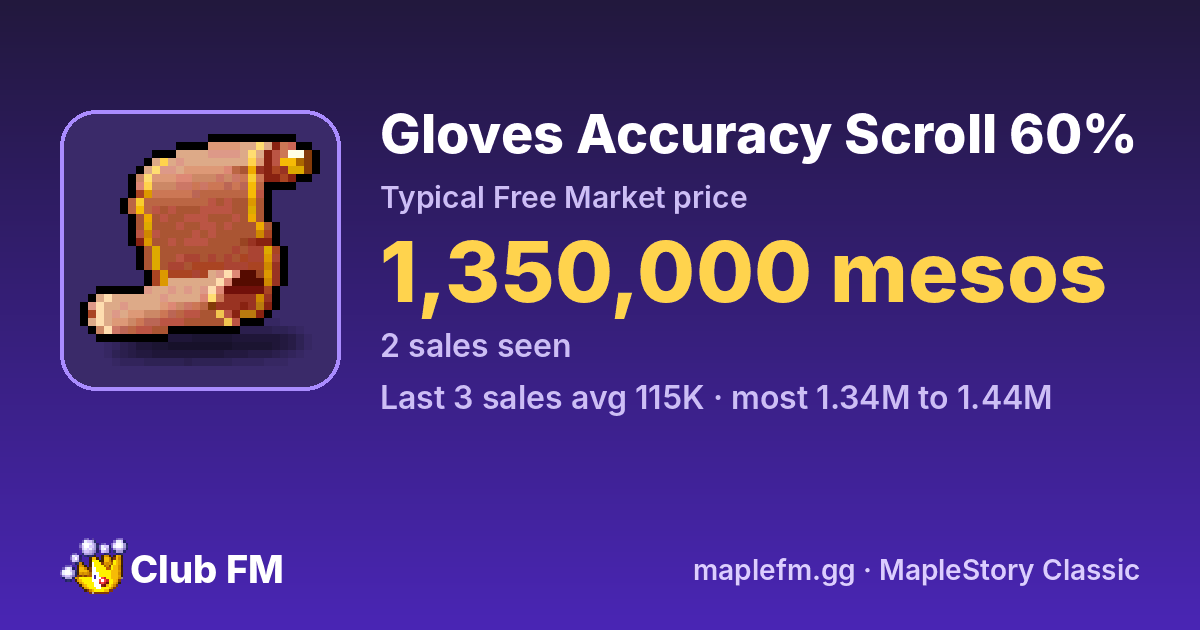 Gloves Accuracy Scroll 60%
Typical Free Market price
1,350,000 mesos
2 sales seen
Last 3 sales avg 115K · most 1.34M to 1.44M
Club FM
maplefm.gg · MapleStory Classic